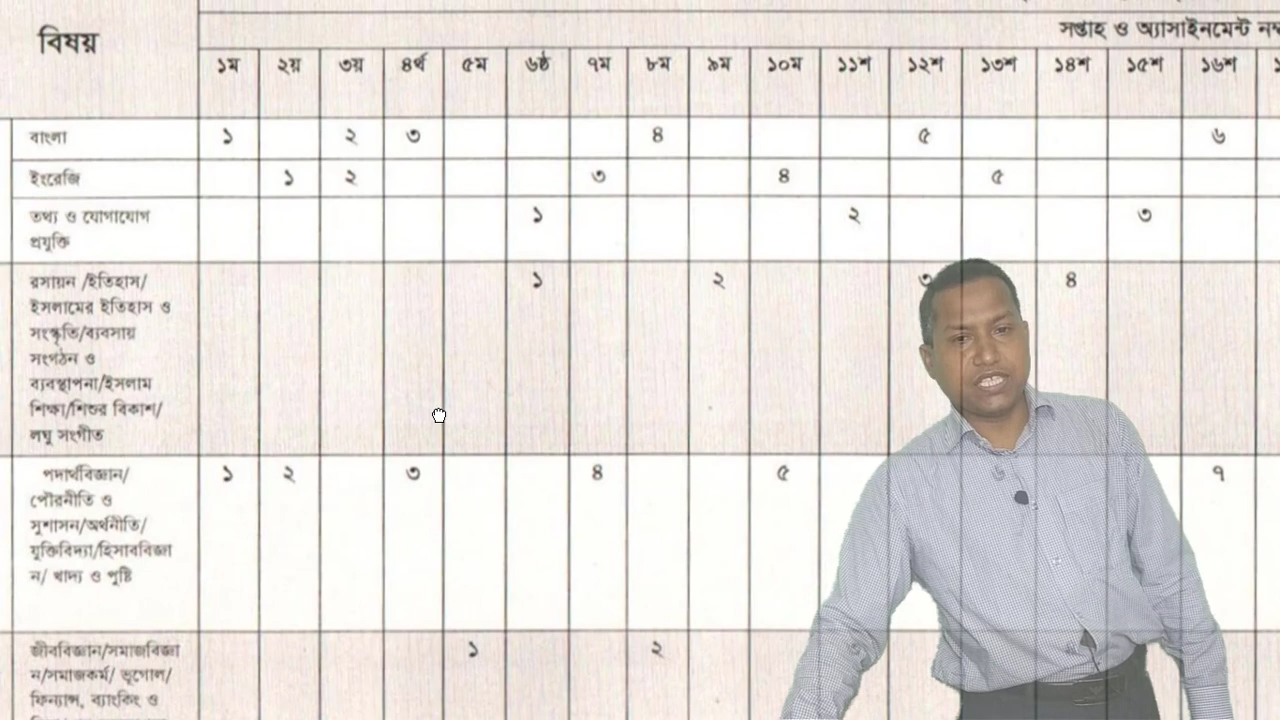 সপ্তাহ ও অ্যাসাইনমেন্ট
বিষয়
১ম ২য় ৩য় ৪র্থ ৫ম ৬ষ্ঠ ৭ম ৮ম ৯ম ১০ম ১১শ ১২শ ১৩শ ১৪শ ১৫শ ১৬শ
বাংলা ১ ২ ৩ ৪ ৫ ৬
ইংরেজি ১ ২ ৩ ৪ ৫
তথ্য ও যোগাযোগ ১ ২ ৩
প্রযুক্তি
রসায়ন /ইতিহাস/ ১ ২ ৩ ৪
ইসলামের ইতিহাস ও
সংস্কৃতি/ব্যবসায়
সংগঠন ও
ব্যবস্থাপনা/ইসলাম
শিক্ষা/শিশুর বিকাশ/
লঘু সংগীত
পদার্থবিজ্ঞান/ ১ ২ ৩ ৪ ৫ ৬ ৭
পৌরনীতি ও
সুশাসন/অর্থনীতি/
যুক্তিবিদ্যা/হিসাববিজ্ঞা
ন/ খাদ্য ও পুষ্টি
জীববিজ্ঞান/সমাজবিজ্ঞা ১ ২
ন/সমাজকর্ম/ ভূগোল/
ফিন্যান্স, ব্যাংকিং ও